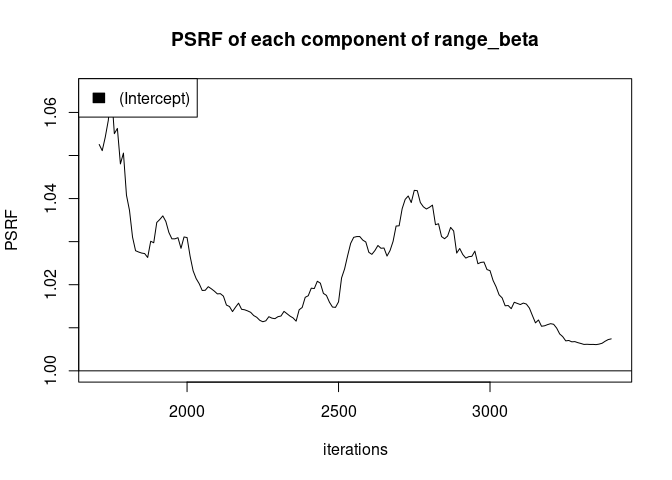 PSRF of each component of range_beta
(Intercept)
PSRF
1.06
1.04
1.02
1.00
2000 2500 3000
iterations